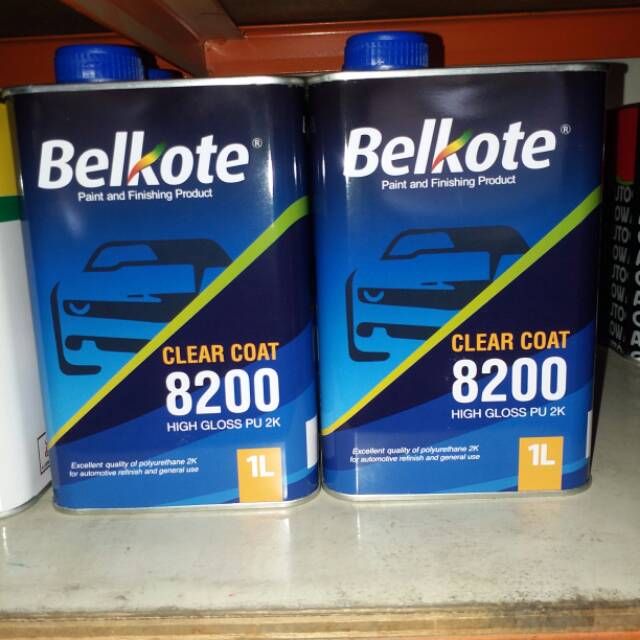 Belkote®
Paint and Finishing Product
CLEAR COAT
8200
HIGH GLOSS PU 2K
Excellent quality of polyurethane 2K
for automotive refinish and general use
1L
Belkote®
Paint and Finishing Product
CLEAR COAT
8200
HIGH GLOSS PU 2K
Excellent quality of polyurethane 2K
for automotive refinish and general use
1L